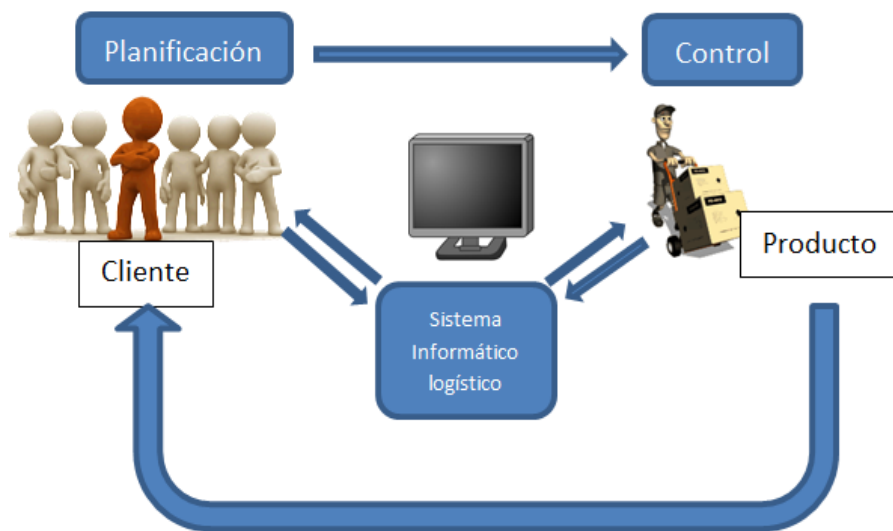 Planificación
Control
Cliente
Producto
Sistema
Informático
logístico